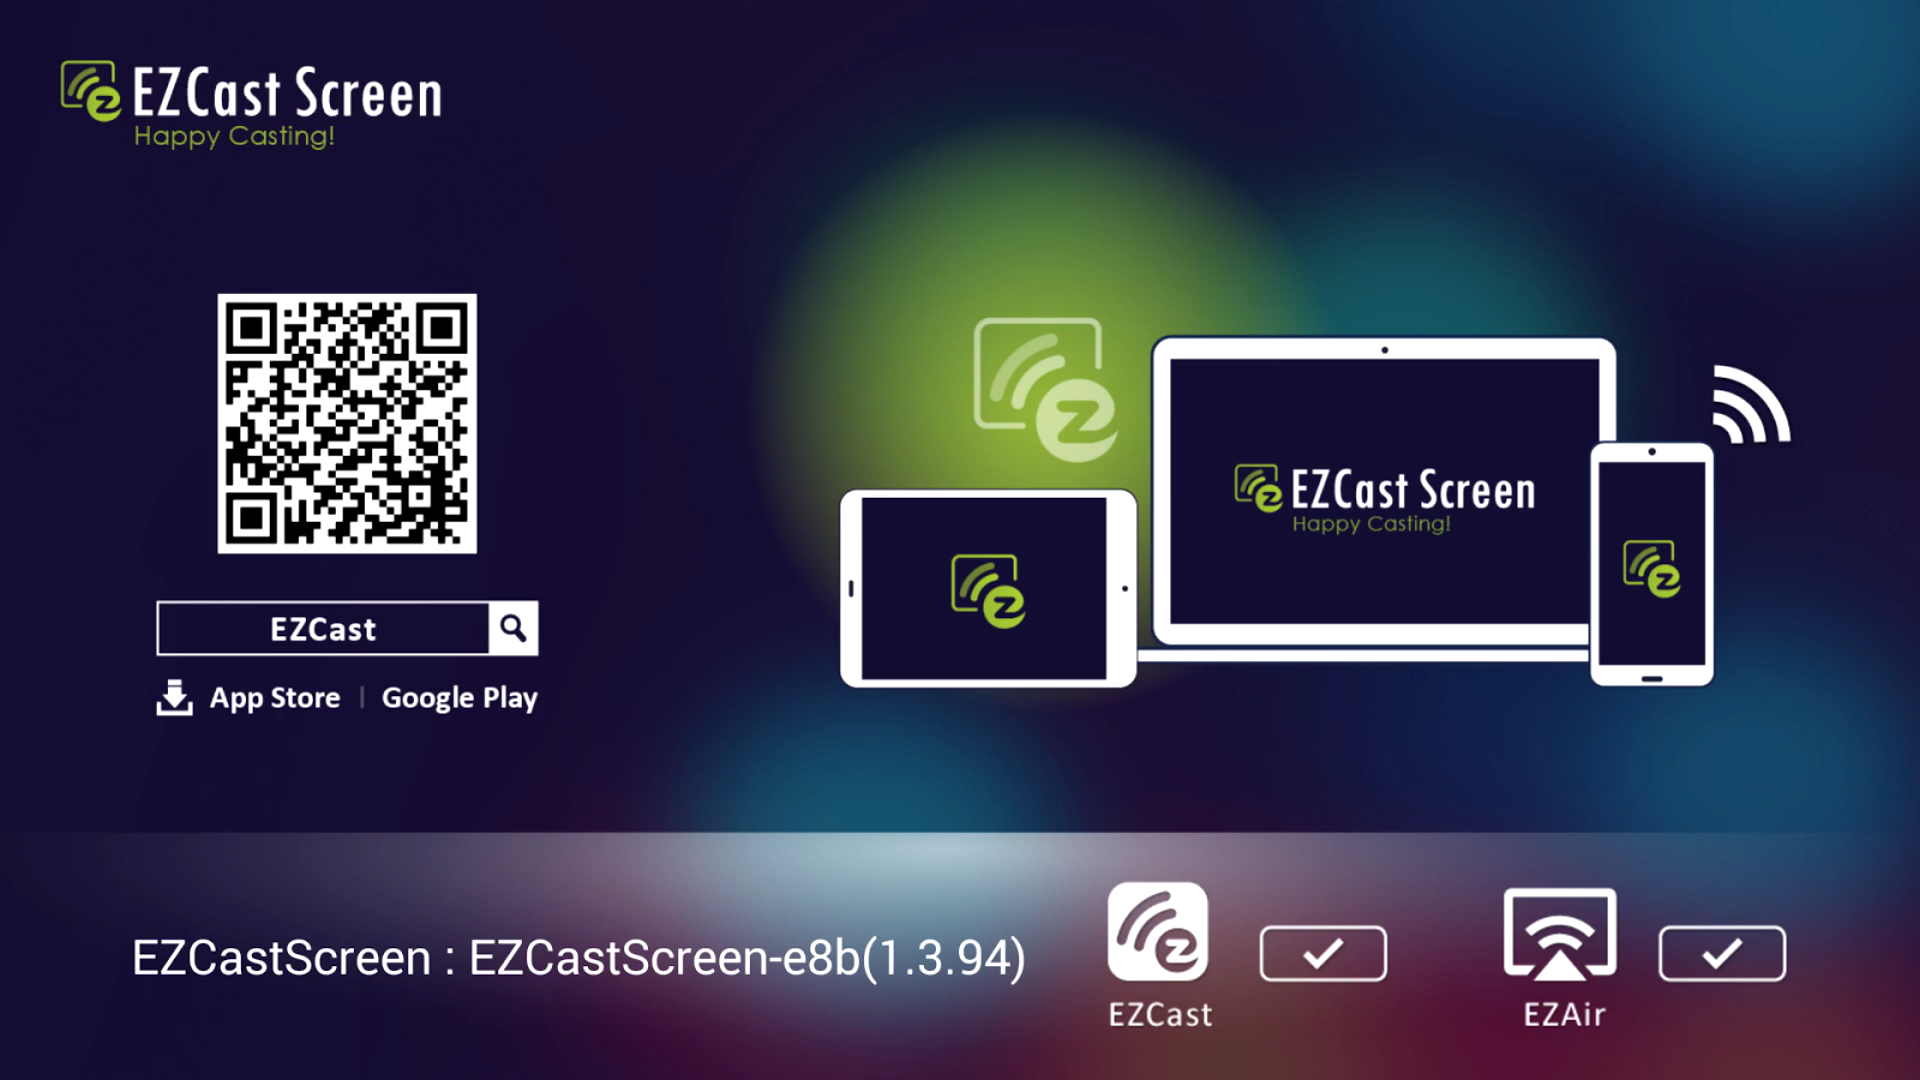 EZCast Screen
Happy Casting!
EZCast
App Store | Google Play
EZCast Screen
Happy Casting!
EZCastScreen : EZCastScreen-e8b(1.3.94)
EZCast
EZAir